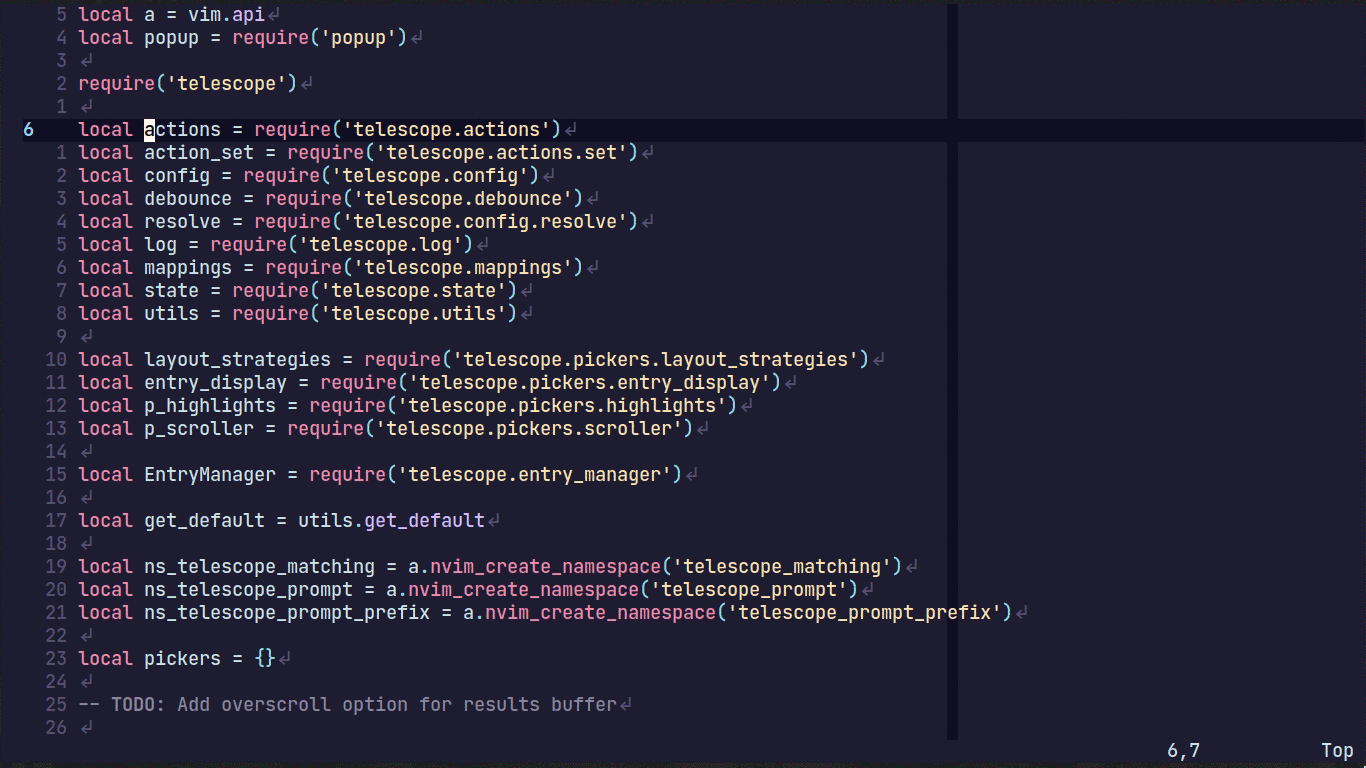 5 local a = vim.api↲
4 local popup = require('popup')↲
3 ↲
2 require('telescope')↲
1 ↲
6 local actions = require('telescope.actions')↲
1 local action_set = require('telescope.actions.set')↲
2 local config = require('telescope.config')↲
3 local debounce = require('telescope.debounce')↲
4 local resolve = require('telescope.config.resolve')↲
5 local log = require('telescope.log')↲
6 local mappings = require('telescope.mappings')↲
7 local state = require('telescope.state')↲
8 local utils = require('telescope.utils')↲
9 ↲
10 local layout_strategies = require('telescope.pickers.layout_strategies')↲
11 local entry_display = require('telescope.pickers.entry_display')↲
12 local p_highlights = require('telescope.pickers.highlights')↲
13 local p_scroller = require('telescope.pickers.scroller')↲
14 ↲
15 local EntryManager = require('telescope.entry_manager')↲
16 ↲
17 local get_default = utils.get_default↲
18 ↲
19 local ns_telescope_matching = a.nvim_create_namespace('telescope_matching')↲
20 local ns_telescope_prompt = a.nvim_create_namespace('telescope_prompt')↲
21 local ns_telescope_prompt_prefix = a.nvim_create_namespace('telescope_prompt_prefix')↲
22 ↲
23 local pickers = {}↲
24 ↲
25 -- TODO: Add overscroll option for results buffer↲
26 ↲
6,7 Top